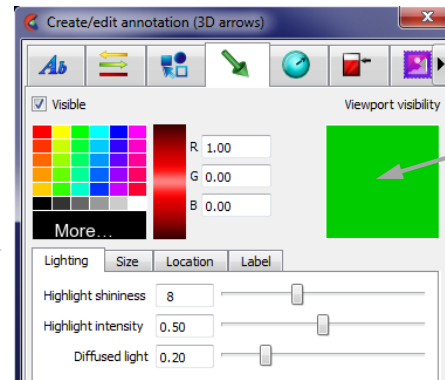 Create/edit annotation (3D arrows)
x
Ab
Visible
Viewport visibility
R 1.00
G 0.00
B 0.00
More...
Lighting Size Location Label
Highlight shininess 8
Highlight intensity 0.50
Diffused light 0.20